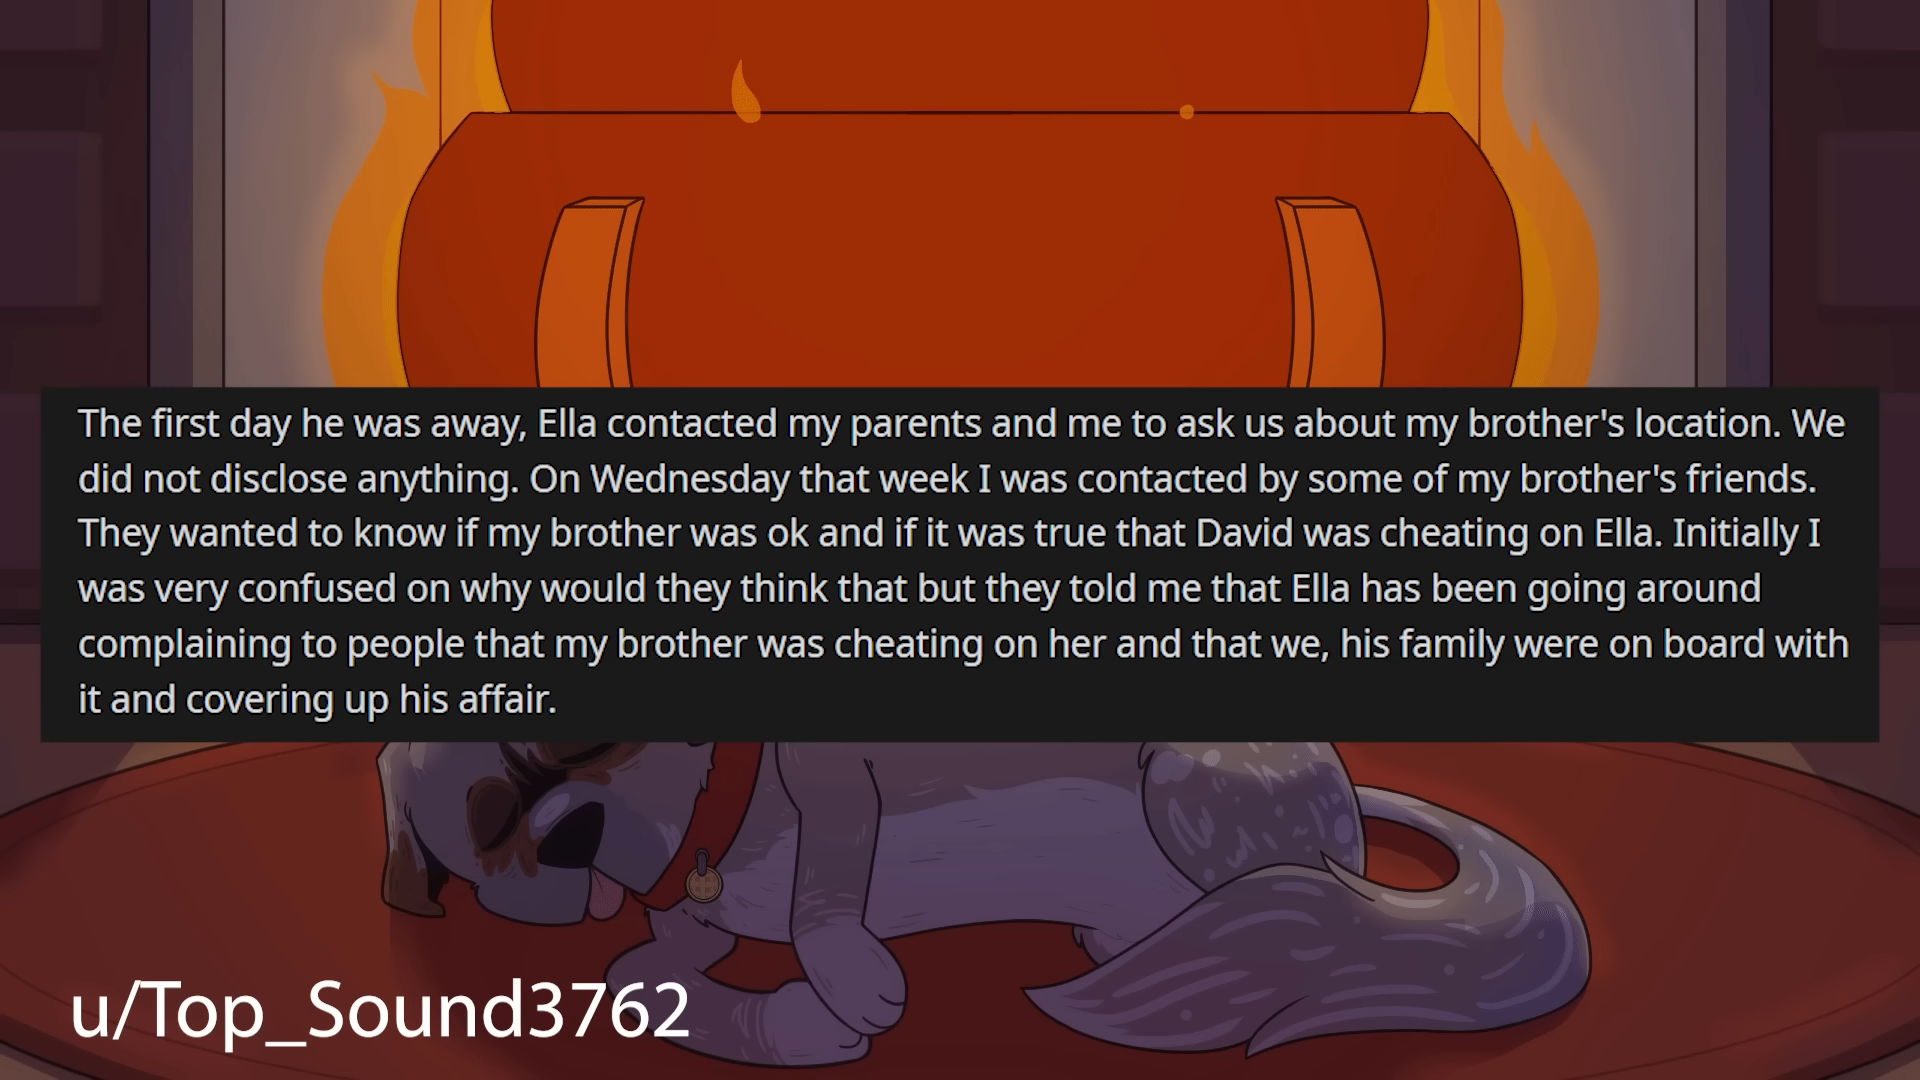 The first day he was away, Ella contacted my parents and me to ask us about my brother's location. We
did not disclose anything. On Wednesday that week I was contacted by some of my brother's friends.
They wanted to know if my brother was ok and if it was true that David was cheating on Ella. Initially I
was very confused on why would they think that but they told me that Ella has been going around
complaining to people that my brother was cheating on her and that we, his family were on board with
it and covering up his affair.
u/Top_Sound3762